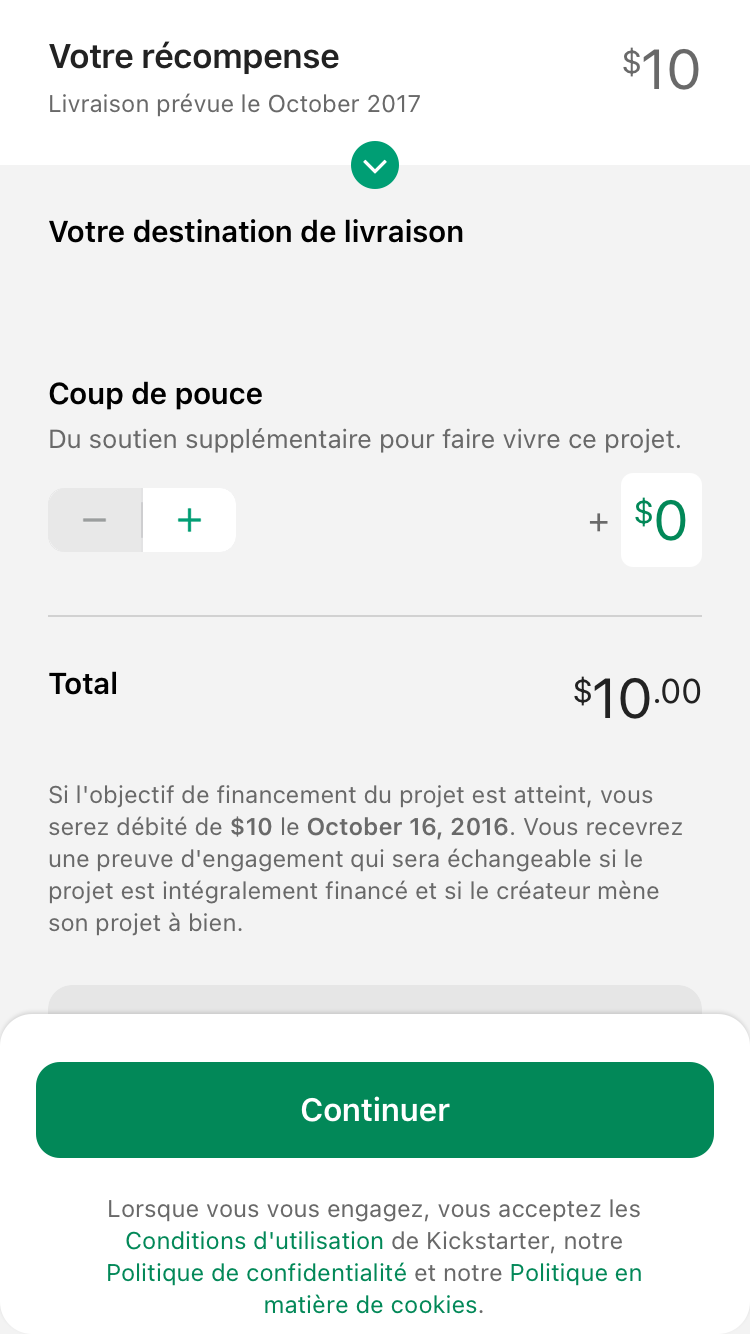 Votre récompense
$10
Livraison prévue le October 2017
Votre destination de livraison
Coup de pouce
Du soutien supplémentaire pour faire vivre ce projet.
− +
+ $0
Total
$10.00
Si l'objectif de financement du projet est atteint, vous
serez débité de $10 le October 16, 2016. Vous recevrez
une preuve d'engagement qui sera échangeable si le
projet est intégralement financé et si le créateur mène
son projet à bien.
Continuer
Lorsque vous vous engagez, vous acceptez les
Conditions d'utilisation de Kickstarter, notre
Politique de confidentialité et notre Politique en
matière de cookies.